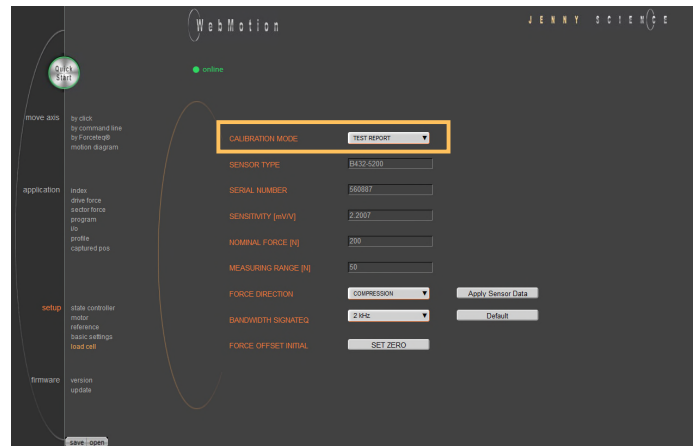 WebMotion
JENNY SCIENCE
Quick
Start
online
move axis
by click
by command line
by Forceteq®
motion diagram
application
index
drive force
sector force
program
i/o
profile
captured pos
setup
state controller
motor
reference
basic settings
load cell
firmware
version
update
save open
CALIBRATION MODE TEST REPORT
SENSOR TYPE B432-5200
SERIAL NUMBER 560887
SENSITIVITY [mV/V] 2.2007
NOMINAL FORCE [N] 200
MEASURING RANGE [N] 50
FORCE DIRECTION COMPRESSION Apply Sensor Data
BANDWIDTH SIGNATEQ 2 kHz Default
FORCE OFFSET INITIAL SET ZERO